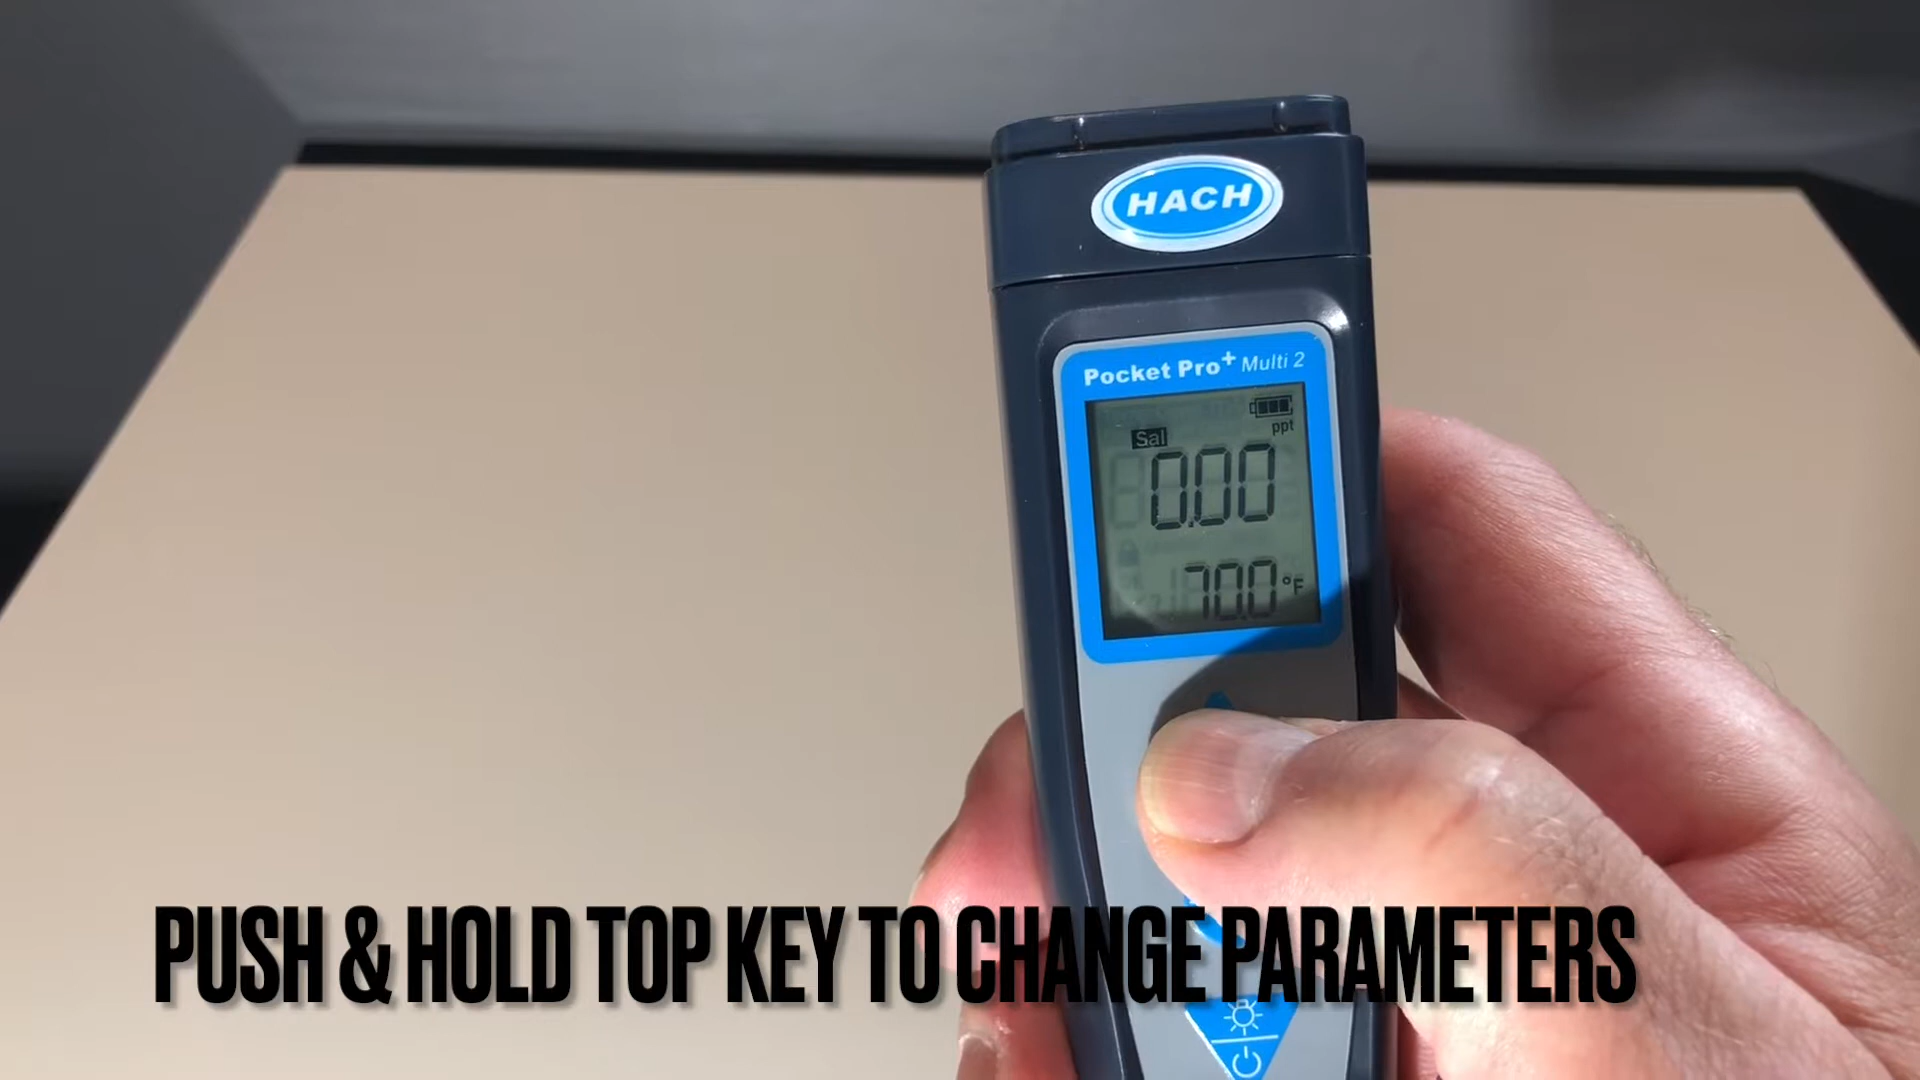 HACH
Pocket Pro+ Multi 2
ppt
Sal
0.00
70.0 °F
PUSH & HOLD TOP KEY TO CHANGE PARAMETERS